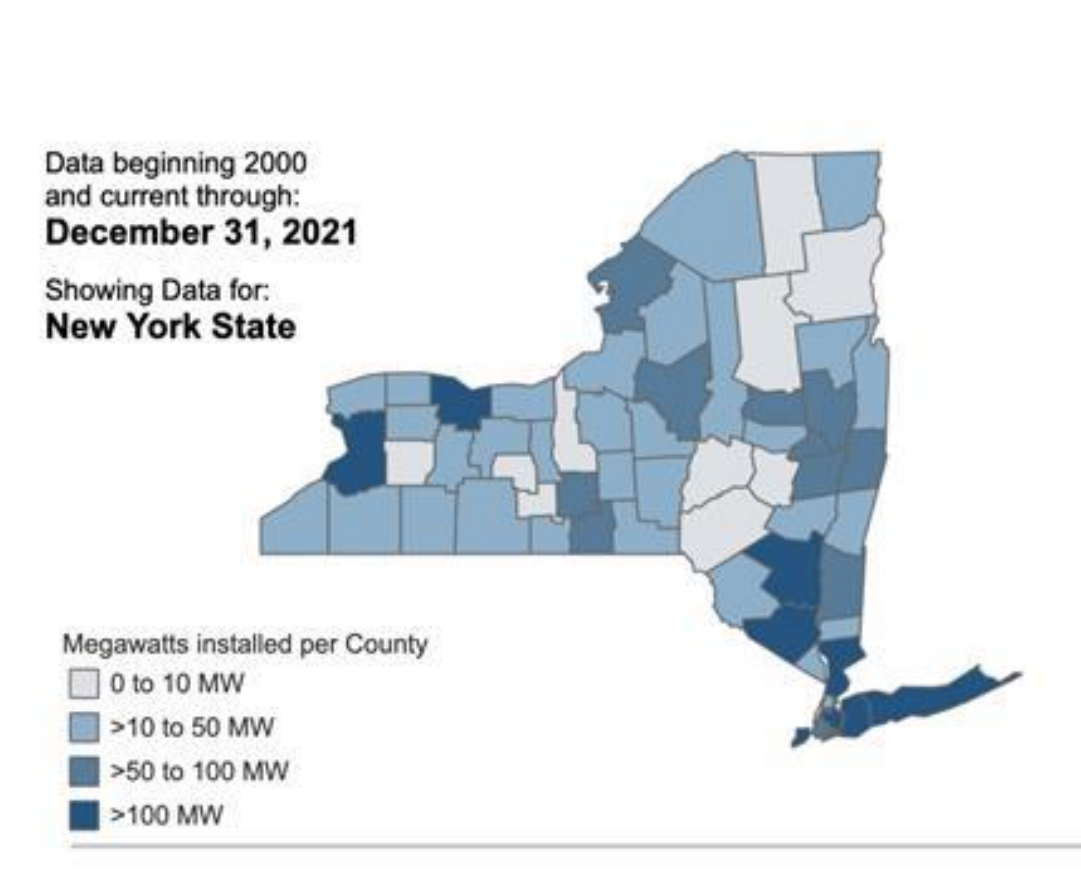 Data beginning 2000
and current through:
December 31, 2021
Showing Data for:
New York State
Megawatts installed per County
0 to 10 MW
>10 to 50 MW
>50 to 100 MW
>100 MW